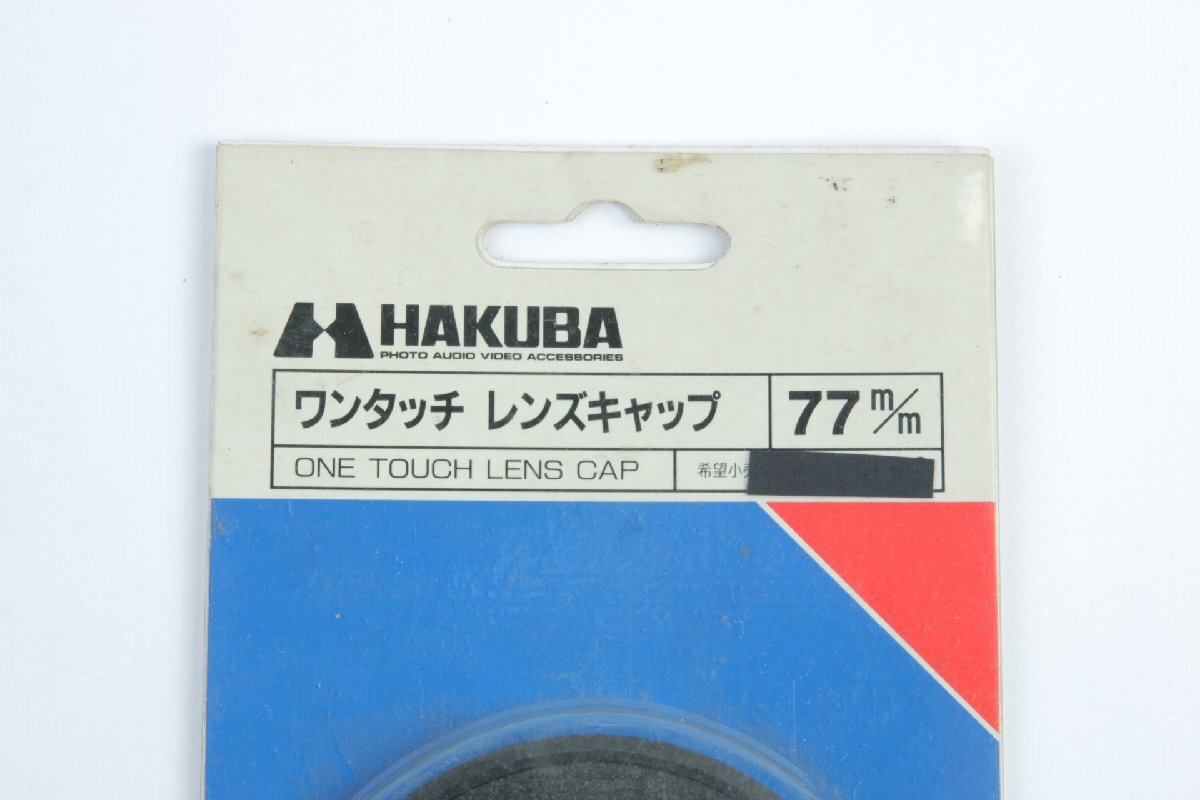 HAKUBA
PHOTO AUDIO VIDEO ACCESSORIES
ワンタッチ レンズキャップ 77 m/m
ONE TOUCH LENS CAP 希望小